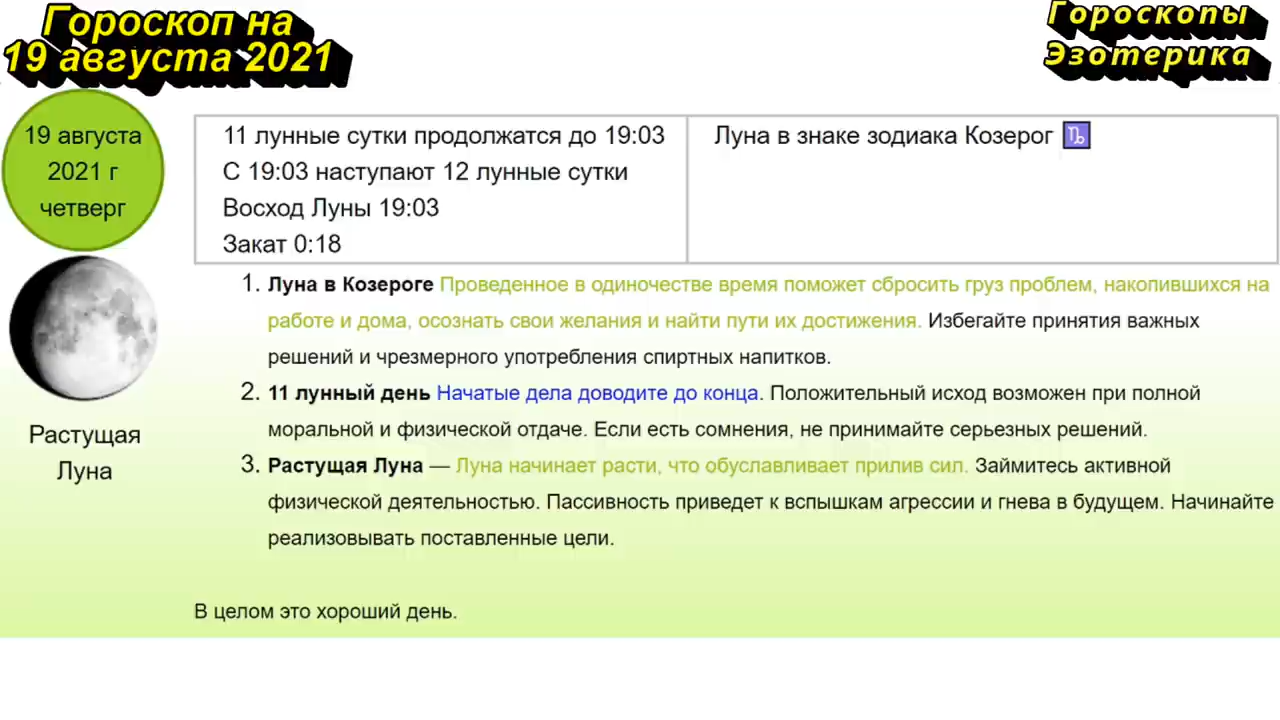 Гороскоп на
19 августа 2021
Гороскопы
Эзотерика
19 августа
2021 г
четверг
11 лунные сутки продолжатся до 19:03
С 19:03 наступают 12 лунные сутки
Восход Луны 19:03
Закат 0:18
Луна в знаке зодиака Козерог ♑
Растущая
Луна
1. Луна в Козероге Проведенное в одиночестве время поможет сбросить груз проблем, накопившихся на
работе и дома, осознать свои желания и найти пути их достижения. Избегайте принятия важных
решений и чрезмерного употребления спиртных напитков.
2. 11 лунный день Начатые дела доводите до конца. Положительный исход возможен при полной
моральной и физической отдаче. Если есть сомнения, не принимайте серьезных решений.
3. Растущая Луна — Луна начинает расти, что обуславливает прилив сил. Займитесь активной
физической деятельностью. Пассивность приведет к вспышкам агрессии и гнева в будущем. Начинайте
реализовывать поставленные цели.
В целом это хороший день.